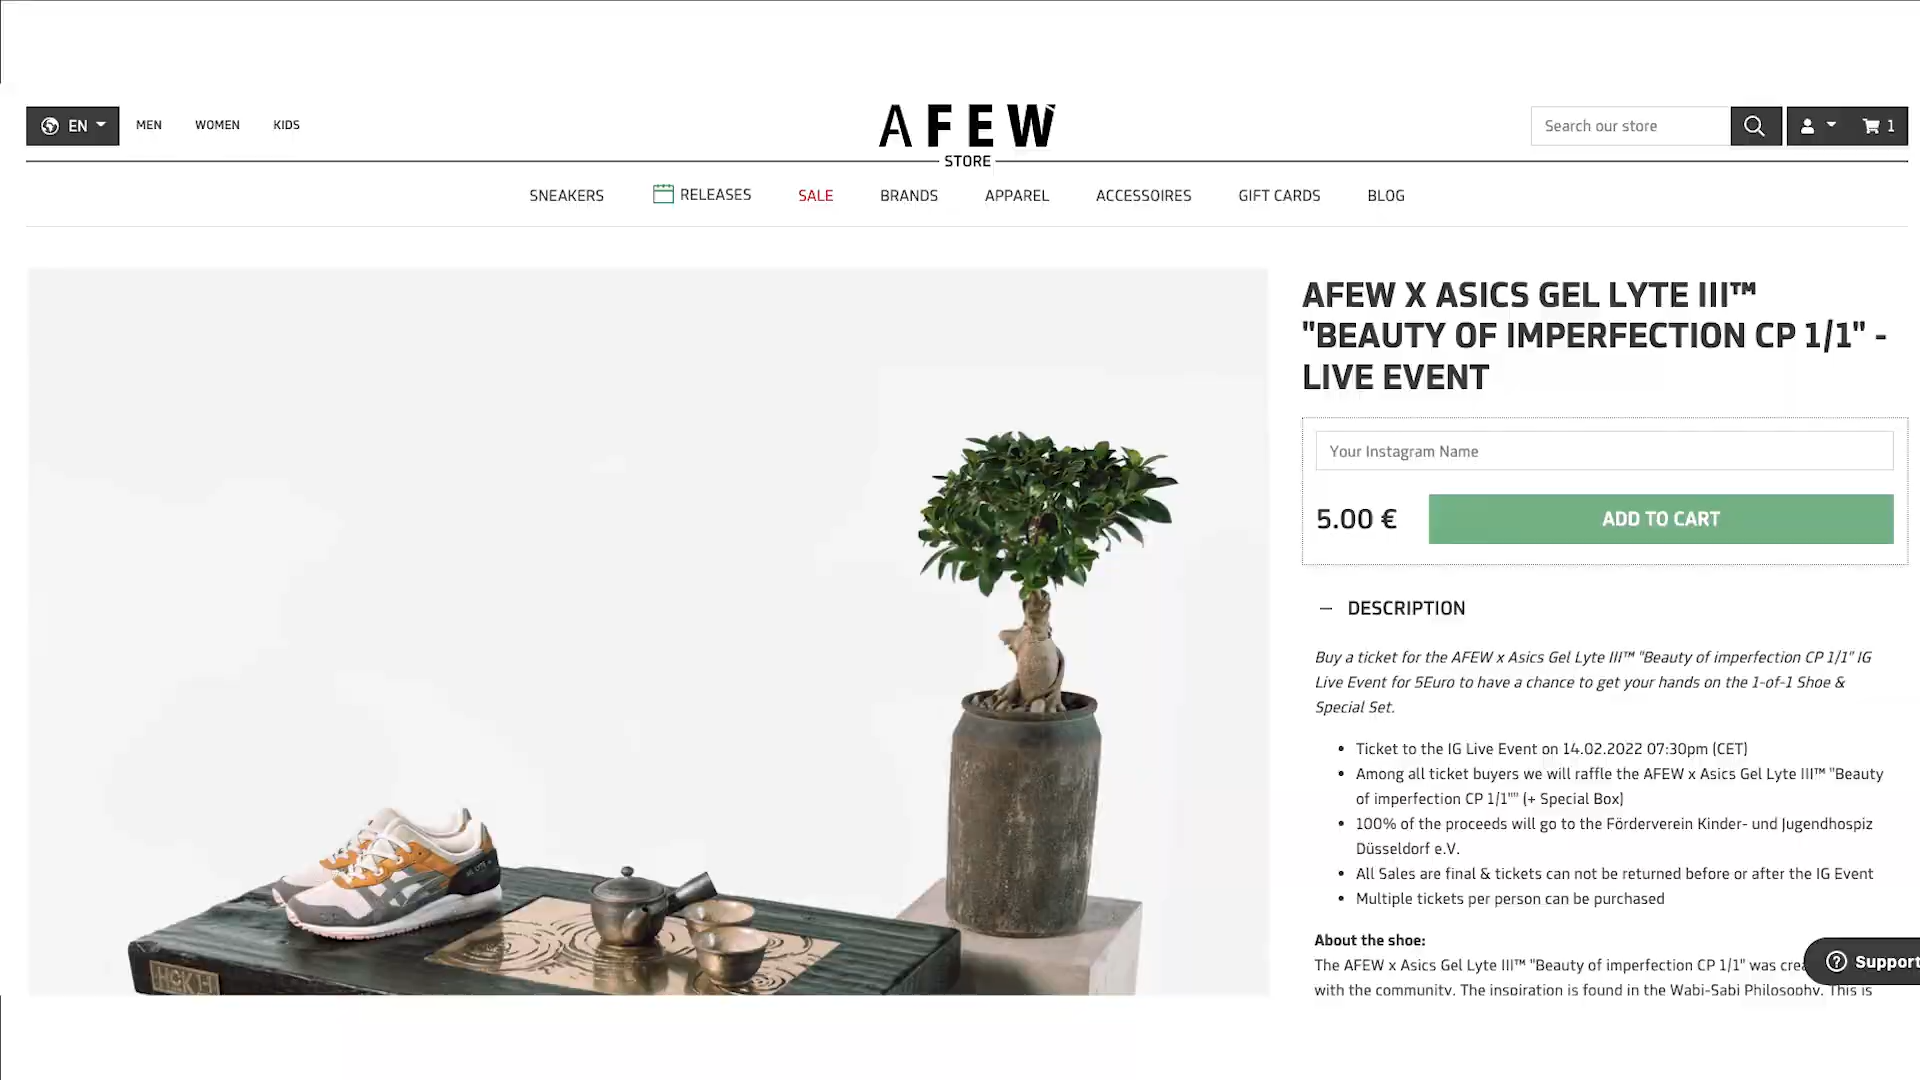 EN MEN WOMEN KIDS
AFEW
STORE
Search our store
1
SNEAKERS RELEASES SALE BRANDS APPAREL ACCESSOIRES GIFT CARDS BLOG
AFEW X ASICS GEL LYTE III™
"BEAUTY OF IMPERFECTION CP 1/1" -
LIVE EVENT
Your Instagram Name
5.00 € ADD TO CART
— DESCRIPTION
Buy a ticket for the AFEW x Asics Gel Lyte III™ "Beauty of imperfection CP 1/1" IG
Live Event for 5Euro to have a chance to get your hands on the 1-of-1 Shoe &
Special Set.
• Ticket to the IG Live Event on 14.02.2022 07:30pm (CET)
• Among all ticket buyers we will raffle the AFEW x Asics Gel Lyte III™ "Beauty
of imperfection CP 1/1"" (+ Special Box)
• 100% of the proceeds will go to the Förderverein Kinder- und Jugendhospiz
Düsseldorf e.V.
• All Sales are final & tickets can not be returned before or after the IG Event
• Multiple tickets per person can be purchased
About the shoe:
The AFEW x Asics Gel Lyte III™ "Beauty of imperfection CP 1/1" was crea
with the community. The inspiration is found in the Wabi-Sabi Philosophy. This is
Support